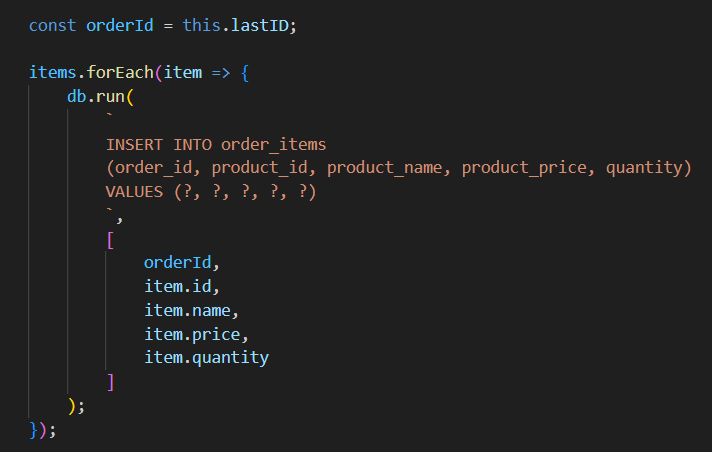 const orderId = this.lastID;
items.forEach(item => {
db.run(
`
INSERT INTO order_items
(order_id, product_id, product_name, product_price, quantity)
VALUES (?, ?, ?, ?, ?)
`,
[
orderId,
item.id,
item.name,
item.price,
item.quantity
]
);
});